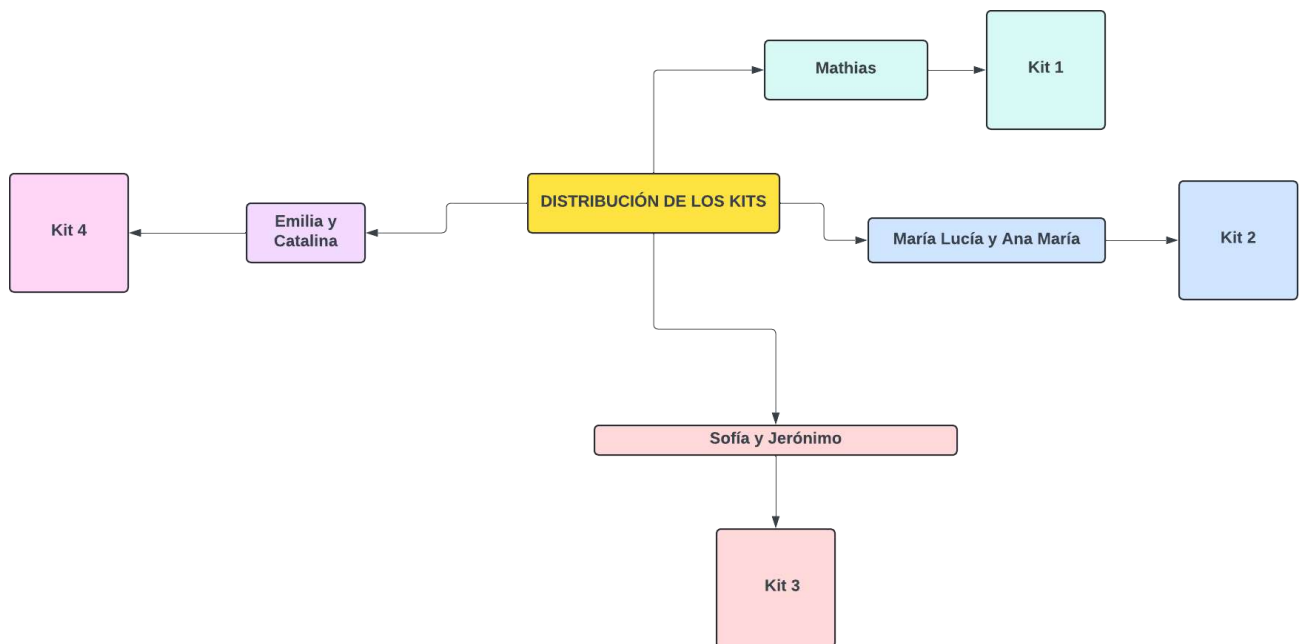 Mathias
Kit 1
DISTRIBUCIÓN DE LOS KITS
María Lucía y Ana María
Kit 2
Emilia y
Catalina
Kit 4
Sofía y Jerónimo
Kit 3